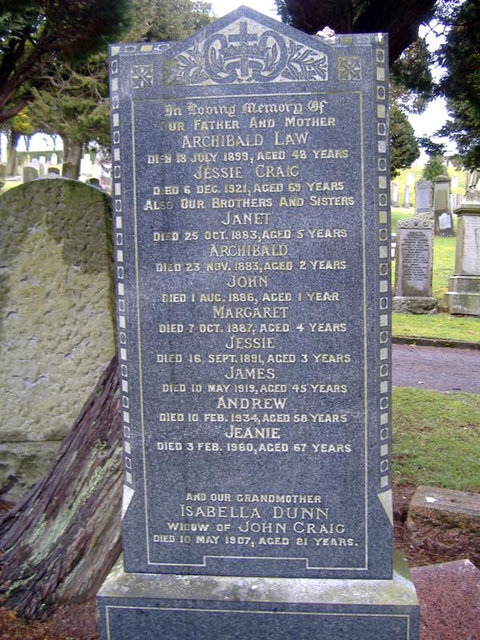 In Loving Memory Of
Our Father And Mother
Archibald Law
Died 18 July 1899, Aged 48 Years
Jessie Craig
Died 6 Dec. 1921, Aged 69 Years
Also Our Brothers And Sisters
Janet
Died 25 Oct. 1883, Aged 5 Years
Archibald
Died 23 Nov. 1883, Aged 2 Years
John
Died 1 Aug. 1886, Aged 1 Year
Margaret
Died 7 Oct. 1887, Aged 4 Years
Jessie
Died 16 Sept. 1891, Aged 3 Years
James
Died 10 May 1919, Aged 45 Years
Andrew
Died 10 Feb. 1934, Aged 58 Years
Jeanie
Died 3 Feb. 1960, Aged 67 Years
And Our Grandmother
Isabella Dunn
Widow of John Craig
Died 10 May 1907, Aged 81 Years.